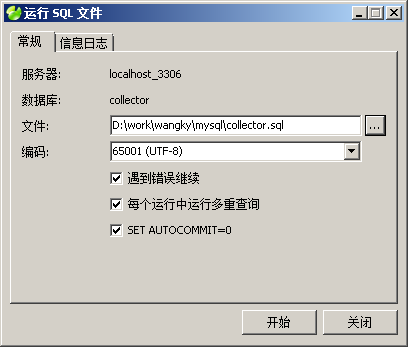 运行 SQL 文件
常规 信息日志
服务器: localhost_3306
数据库: collector
文件: D:\work\wangky\mysql\collector.sql ...
编码: 65001 (UTF-8)
遇到错误继续
每个运行中运行多重查询
SET AUTOCOMMIT=0
开始 关闭